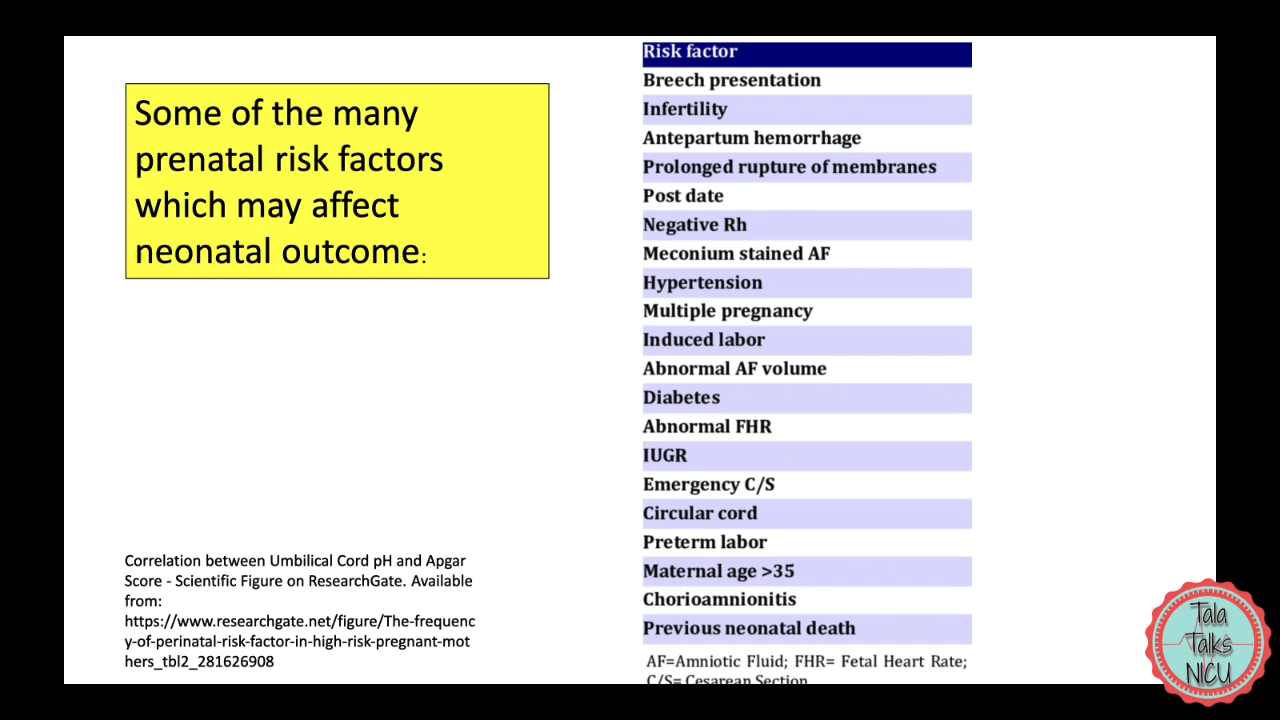 Some of the many
prenatal risk factors
which may affect
neonatal outcome:
Correlation between Umbilical Cord pH and Apgar
Score - Scientific Figure on ResearchGate. Available
from:
https://www.researchgate.net/figure/The-frequenc
y-of-perinatal-risk-factor-in-high-risk-pregnant-mot
hers_tbl2_281626908
Risk factor
Breech presentation
Infertility
Antepartum hemorrhage
Prolonged rupture of membranes
Post date
Negative Rh
Meconium stained AF
Hypertension
Multiple pregnancy
Induced labor
Abnormal AF volume
Diabetes
Abnormal FHR
IUGR
Emergency C/S
Circular cord
Preterm labor
Maternal age >35
Chorioamnionitis
Previous neonatal death
AF=Amniotic Fluid; FHR= Fetal Heart Rate;
C/S= Cesarean Section
Tala
Talks
NICU